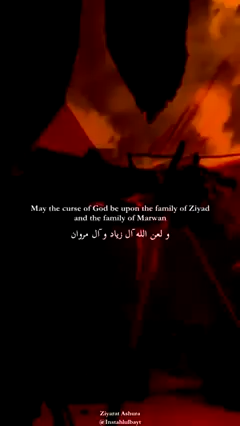 May the curse of God be upon the family of Ziyad
and the family of Marwan
و لعن الله آل زياد و آل مروان
Ziyarat Ashura
@Instahlulbayt